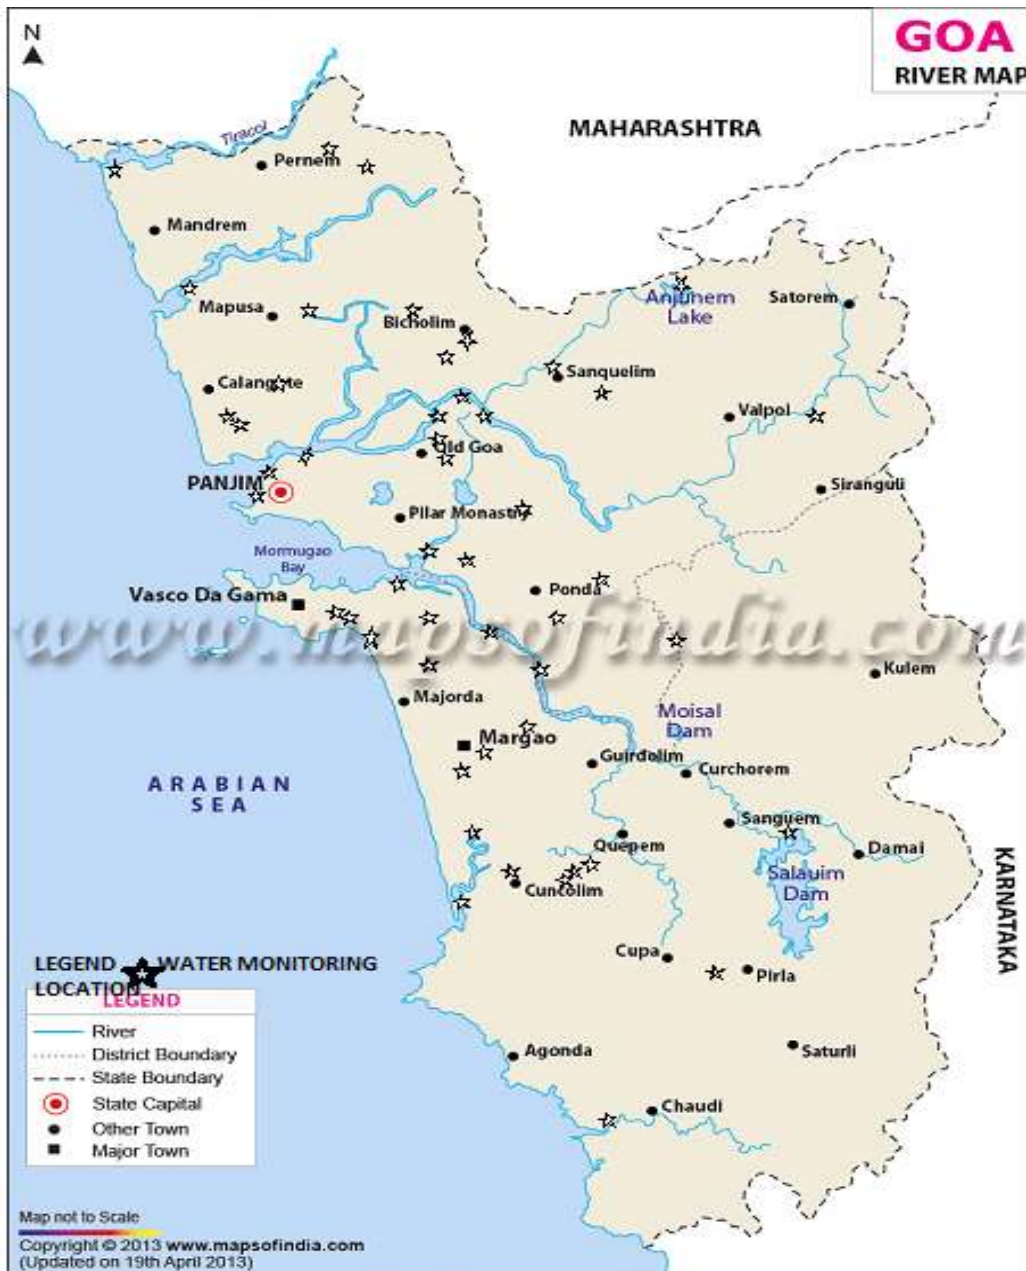 N
GOA
RIVER MAP
Tiracol
MAHARASHTRA
Pernem
Mandrem
Anjunem
Lake
Satorem
Mapusa
Bicholim
Sanquelim
Calangute
Valpoi
Old Goa
PANJIM
Siranguli
Pilar Monastry
Mormugao
Bay
Vasco Da Gama
Ponda
www.mapsofindia.com
Kulem
Majorda
Moisal
Dam
Margao
Guirdolim
Curchorem
ARABIAN
SEA
Sanguem
Quepem
Damai
Salauim
Dam
Cuncolim
KARNATAKA
Cupa
Pirla
LEGEND WATER MONITORING
LOCATION
LEGEND
River
District Boundary
State Boundary
State Capital
Other Town
Major Town
Agonda
Saturli
Chaudi
Map not to Scale
Copyright © 2013 www.mapsofindia.com
(Updated on 19th April 2013)